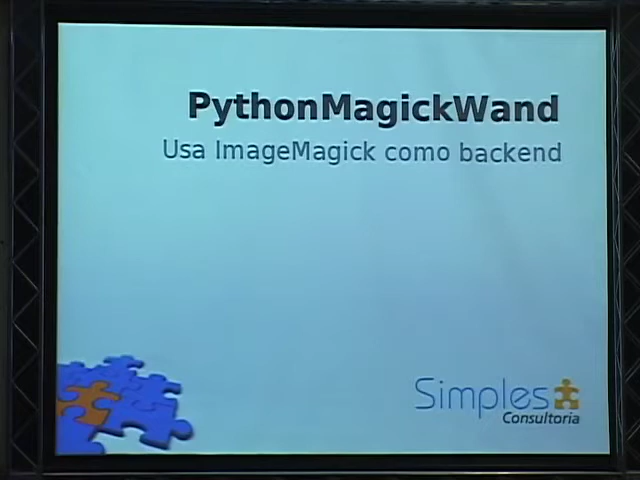 PythonMagickWand
Usa ImageMagick como backend
Simples
Consultoria